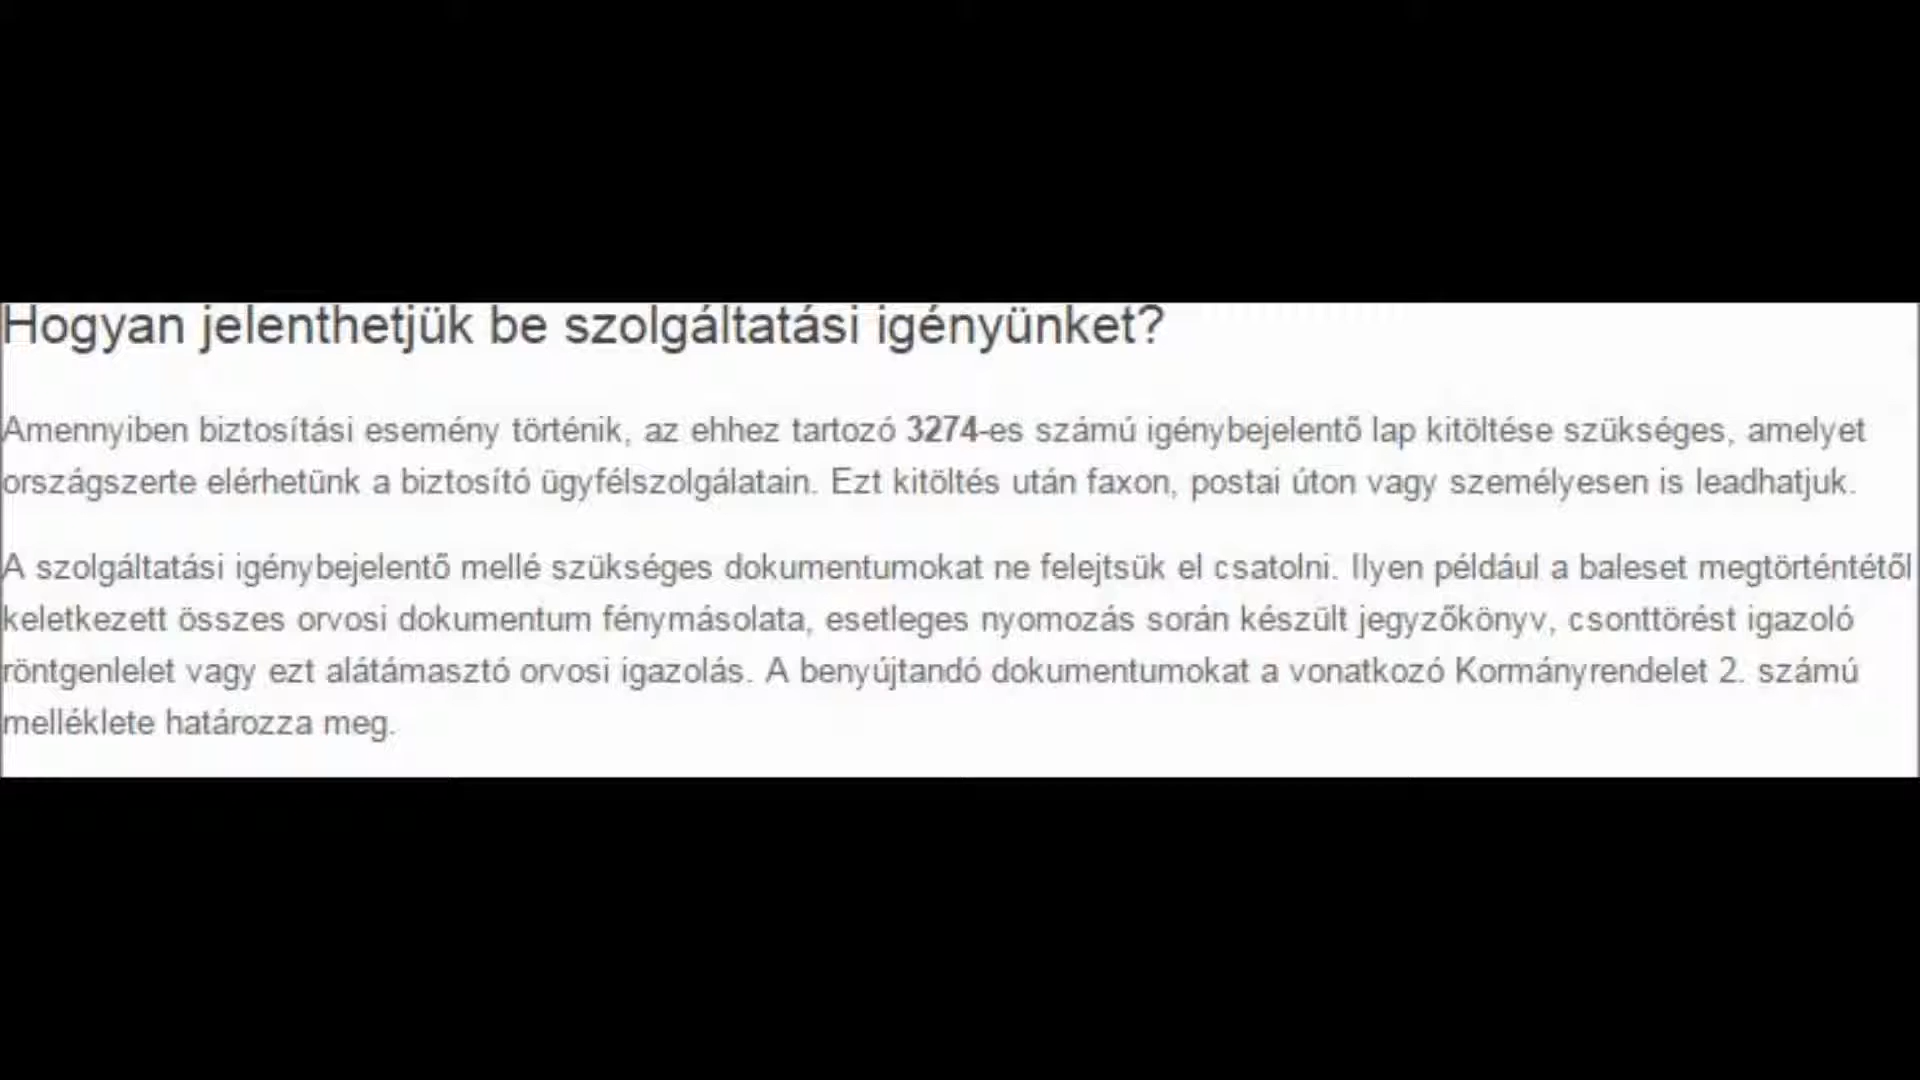 Hogyan jelenthetjük be szolgáltatási igényünket?
Amennyiben biztosítási esemény történik, az ehhez tartozó 3274-es számú igénybejelentő lap kitöltése szükséges, amelyet
országszerte elérhetünk a biztosító ügyfélszolgálatain. Ezt kitöltés után faxon, postai úton vagy személyesen is leadhatjuk.
A szolgáltatási igénybejelentő mellé szükséges dokumentumokat ne felejtsük el csatolni. Ilyen például a baleset megtörténtétől
keletkezett összes orvosi dokumentum fénymásolata, esetleges nyomozás során készült jegyzőkönyv, csonttörést igazoló
röntgenlelet vagy ezt alátámasztó orvosi igazolás. A benyújtandó dokumentumokat a vonatkozó Kormányrendelet 2. számú
melléklete határozza meg.